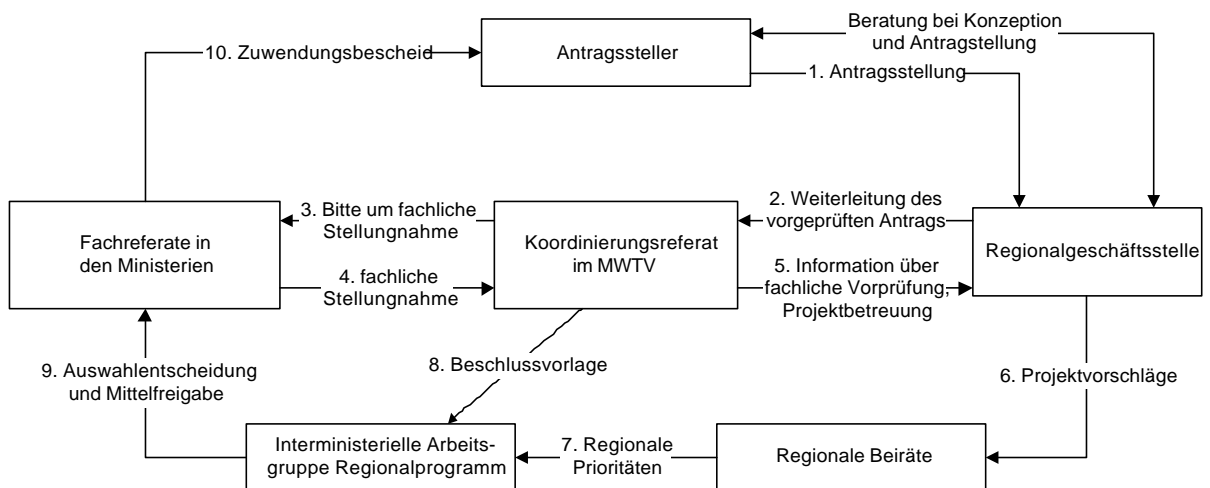 Beratung bei Konzeption
und Antragstellung
10. Zuwendungsbescheid
Antragssteller
1. Antragsstellung
3. Bitte um fachliche
Stellungnahme
2. Weiterleitung des
vorgeprüften Antrags
Fachreferate in
den Ministerien
Koordinierungsreferat
im MWTV
Regionalgeschäftsstelle
4. fachliche
Stellungnahme
5. Information über
fachliche Vorprüfung,
Projektbetreuung
9. Auswahlentscheidung
und Mittelfreigabe
8. Beschlussvorlage
6. Projektvorschläge
Interministerielle Arbeits-
gruppe Regionalprogramm
7. Regionale
Prioritäten
Regionale Beiräte